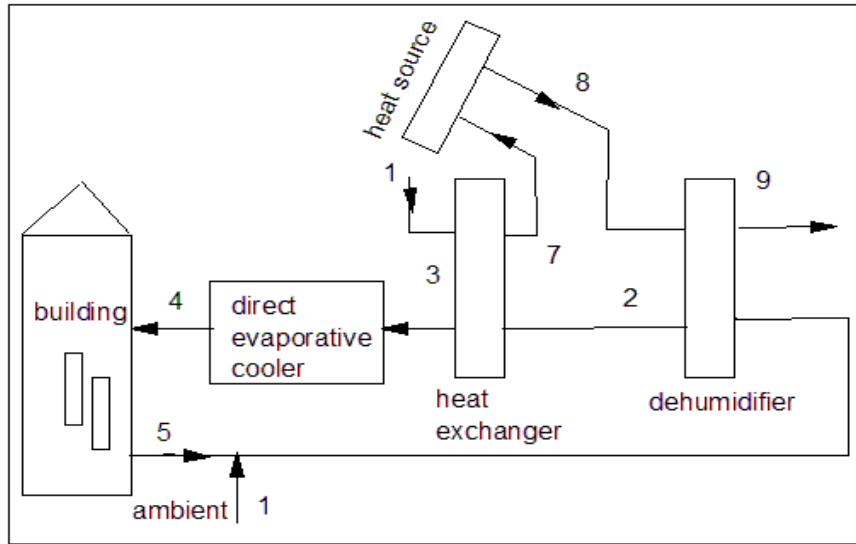 heat source
8
1
9
7
3
2
4
building
direct
evaporative
cooler
heat
exchanger
dehumidifier
5
ambient
1